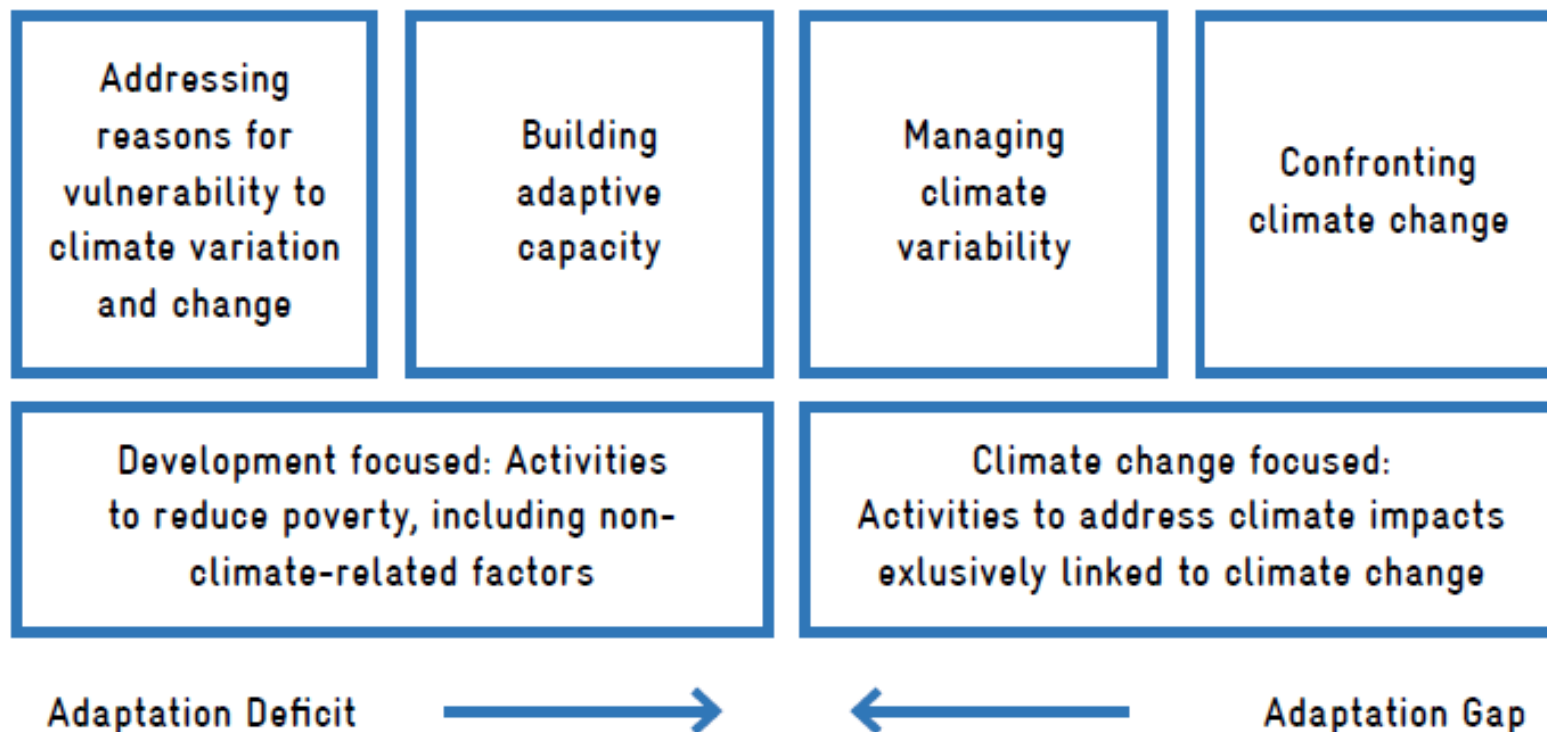 Addressing
reasons for
vulnerability to
climate variation
and change
Building
adaptive
capacity
Managing
climate
variability
Confronting
climate change
Development focused: Activities
to reduce poverty, including non-
climate-related factors
Climate change focused:
Activities to address climate impacts
exlusively linked to climate change
Adaptation Deficit
Adaptation Gap